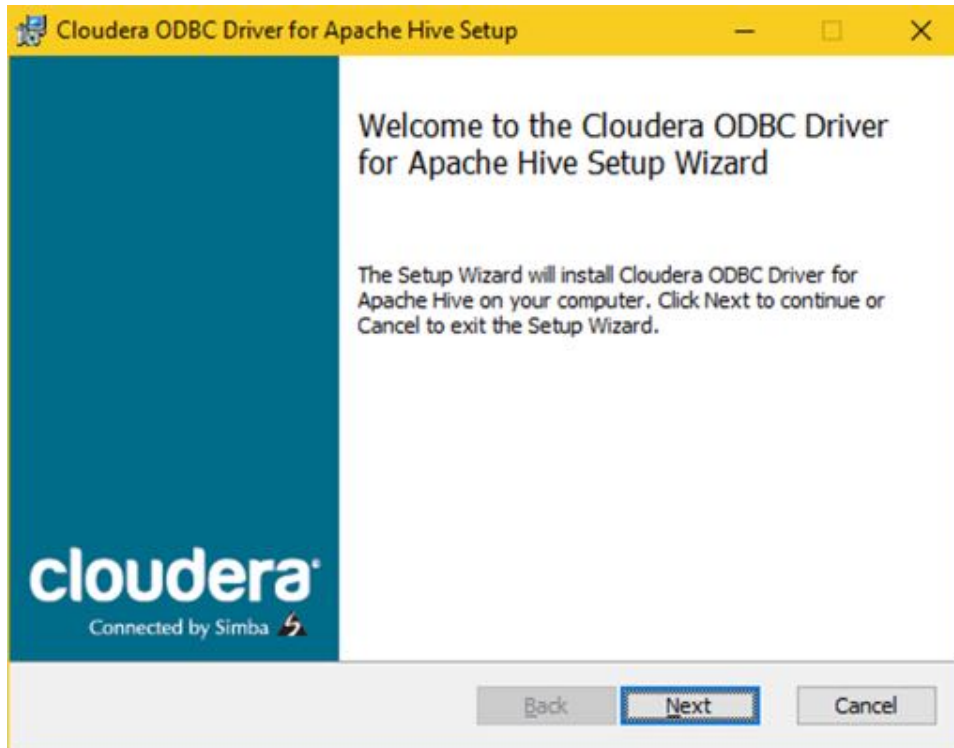 Cloudera ODBC Driver for Apache Hive Setup
Welcome to the Cloudera ODBC Driver
for Apache Hive Setup Wizard
The Setup Wizard will install Cloudera ODBC Driver for
Apache Hive on your computer. Click Next to continue or
Cancel to exit the Setup Wizard.
cloudera
Connected by Simba
Back
Next
Cancel